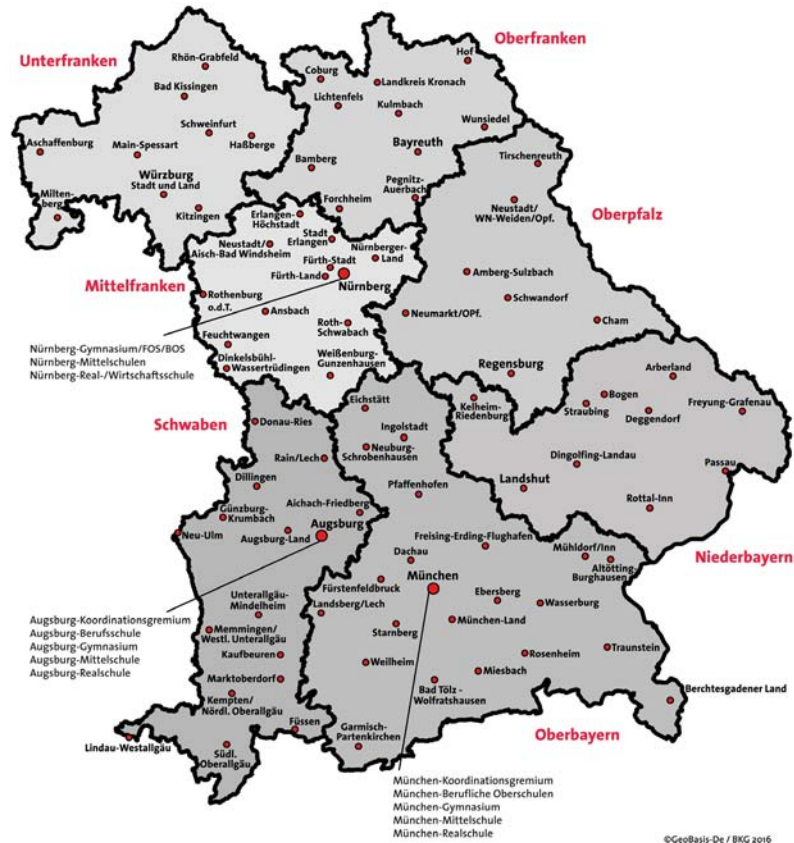 Unterfranken
Rhön-Grabfeld
Bad Kissingen
Schweinfurt
Haßberge
Aschaffenburg
Main-Spessart
Würzburg
Stadt und Land
Milten-
berg
Kitzingen
Oberfranken
Hof
Coburg
Landkreis Kronach
Lichtenfels
Kulmbach
Wunsiedel
Bayreuth
Bamberg
Pegnitz-
Auerbach
Forchheim
Mittelfranken
Erlangen-
Höchstadt
Stadt
Erlangen
Neustadt/
Aisch-Bad Windsheim
Nürnberger-
Land
Fürth-Stadt
Fürth-Land
Nürnberg
Rothenburg
o.d.T.
Ansbach
Roth-
Schwabach
Feuchtwangen
Dinkelsbühl-
Wassertrüdingen
Weißenburg-
Gunzenhausen
Nürnberg-Gymnasium/FOS/BOS
Nürnberg-Mittelschulen
Nürnberg-Real-/Wirtschaftsschule
Oberpfalz
Tirschenreuth
Neustadt/
WN-Weiden/Opf.
Amberg-Sulzbach
Schwandorf
Neumarkt/OPf.
Cham
Regensburg
Niederbayern
Arberland
Kelheim-
Riedenburg
Bogen
Straubing
Deggendorf
Freyung-Grafenau
Dingolfing-Landau
Passau
Landshut
Rottal-Inn
Schwaben
Donau-Ries
Rain/Lech
Dillingen
Günzburg-
Krumbach
Aichach-Friedberg
Augsburg
Neu-Ulm
Augsburg-Land
Unterallgäu-
Mindelheim
Memmingen/
Westl. Unterallgäu
Kaufbeuren
Marktoberdorf
Kempten/
Nördl. Oberallgäu
Füssen
Lindau-Westallgäu
Südl.
Oberallgäu
Augsburg-Koordinationsgremium
Augsburg-Berufsschule
Augsburg-Gymnasium
Augsburg-Mittelschule
Augsburg-Realschule
Oberbayern
Eichstätt
Ingolstadt
Neuburg-
Schrobenhausen
Pfaffenhofen
Freising-Erding-Flughafen
Mühldorf/Inn
Altötting-
Burghausen
Dachau
München
Fürstenfeldbruck
Landsberg/Lech
Ebersberg
Wasserburg
München-Land
Starnberg
Weilheim
Rosenheim
Traunstein
Miesbach
Bad Tölz -
Wolfratshausen
Berchtesgadener Land
Garmisch-
Partenkirchen
München-Koordinationsgremium
München-Berufliche Oberschulen
München-Gymnasium
München-Mittelschule
München-Realschule
©GeoBasis-De / BKG 2016